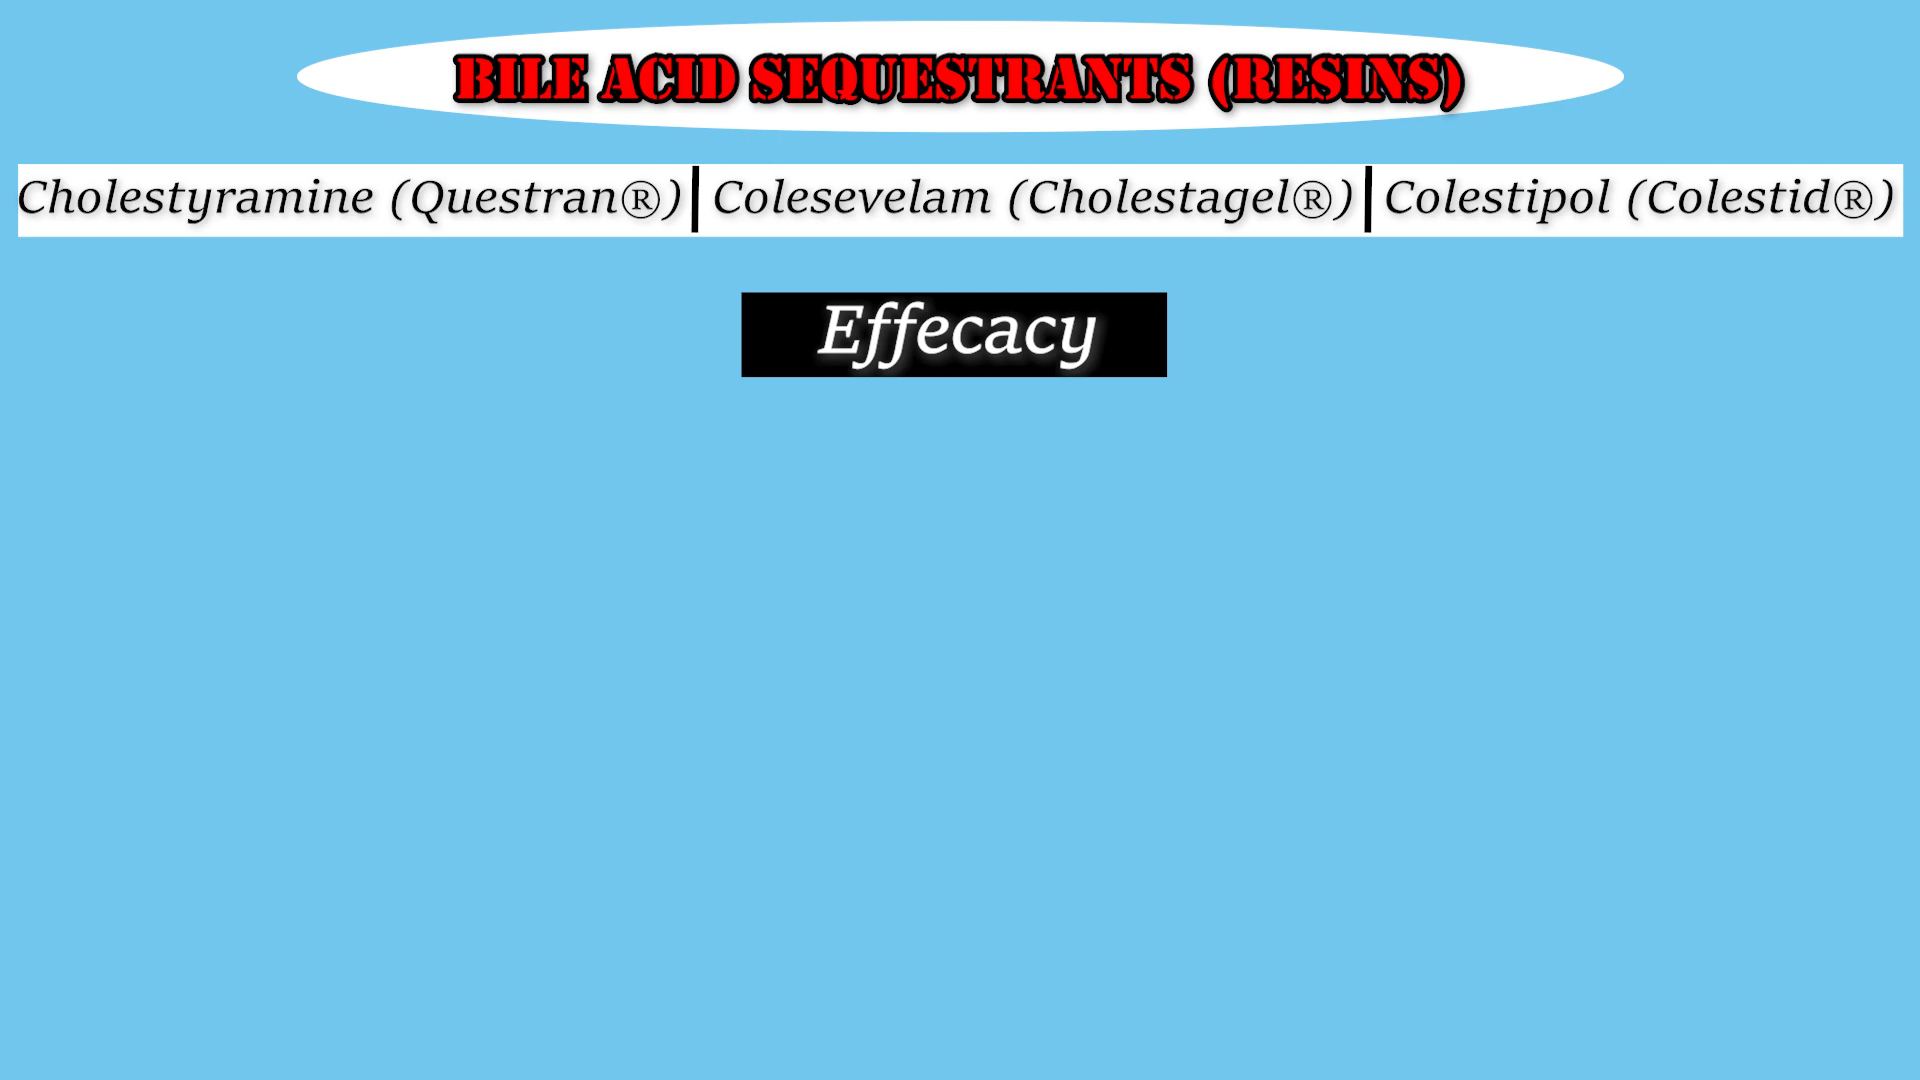 BILE ACID SEQUESTRANTS (RESINS)
Cholestyramine (Questran®) | Colesevelam (Cholestagel®) | Colestipol (Colestid®)
Effecacy